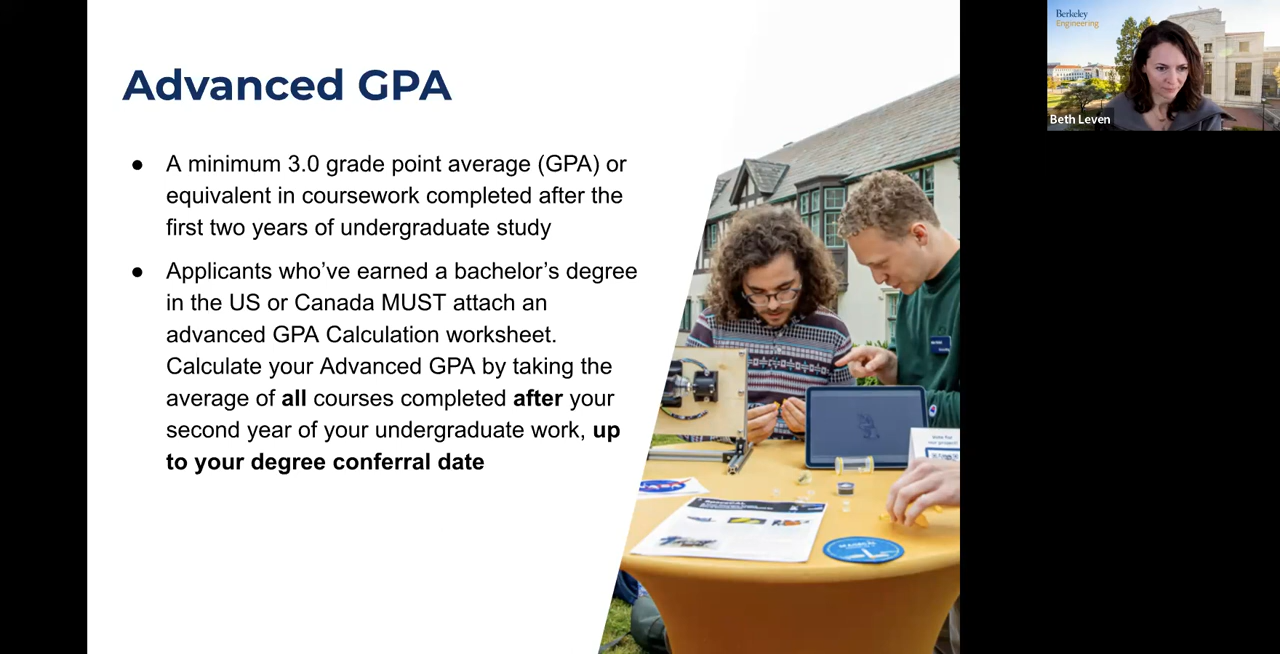 Advanced GPA
● A minimum 3.0 grade point average (GPA) or
equivalent in coursework completed after the
first two years of undergraduate study
● Applicants who’ve earned a bachelor’s degree
in the US or Canada MUST attach an
advanced GPA Calculation worksheet.
Calculate your Advanced GPA by taking the
average of all courses completed after your
second year of your undergraduate work, up
to your degree conferral date
Berkeley
Engineering
Beth Leven
NASA